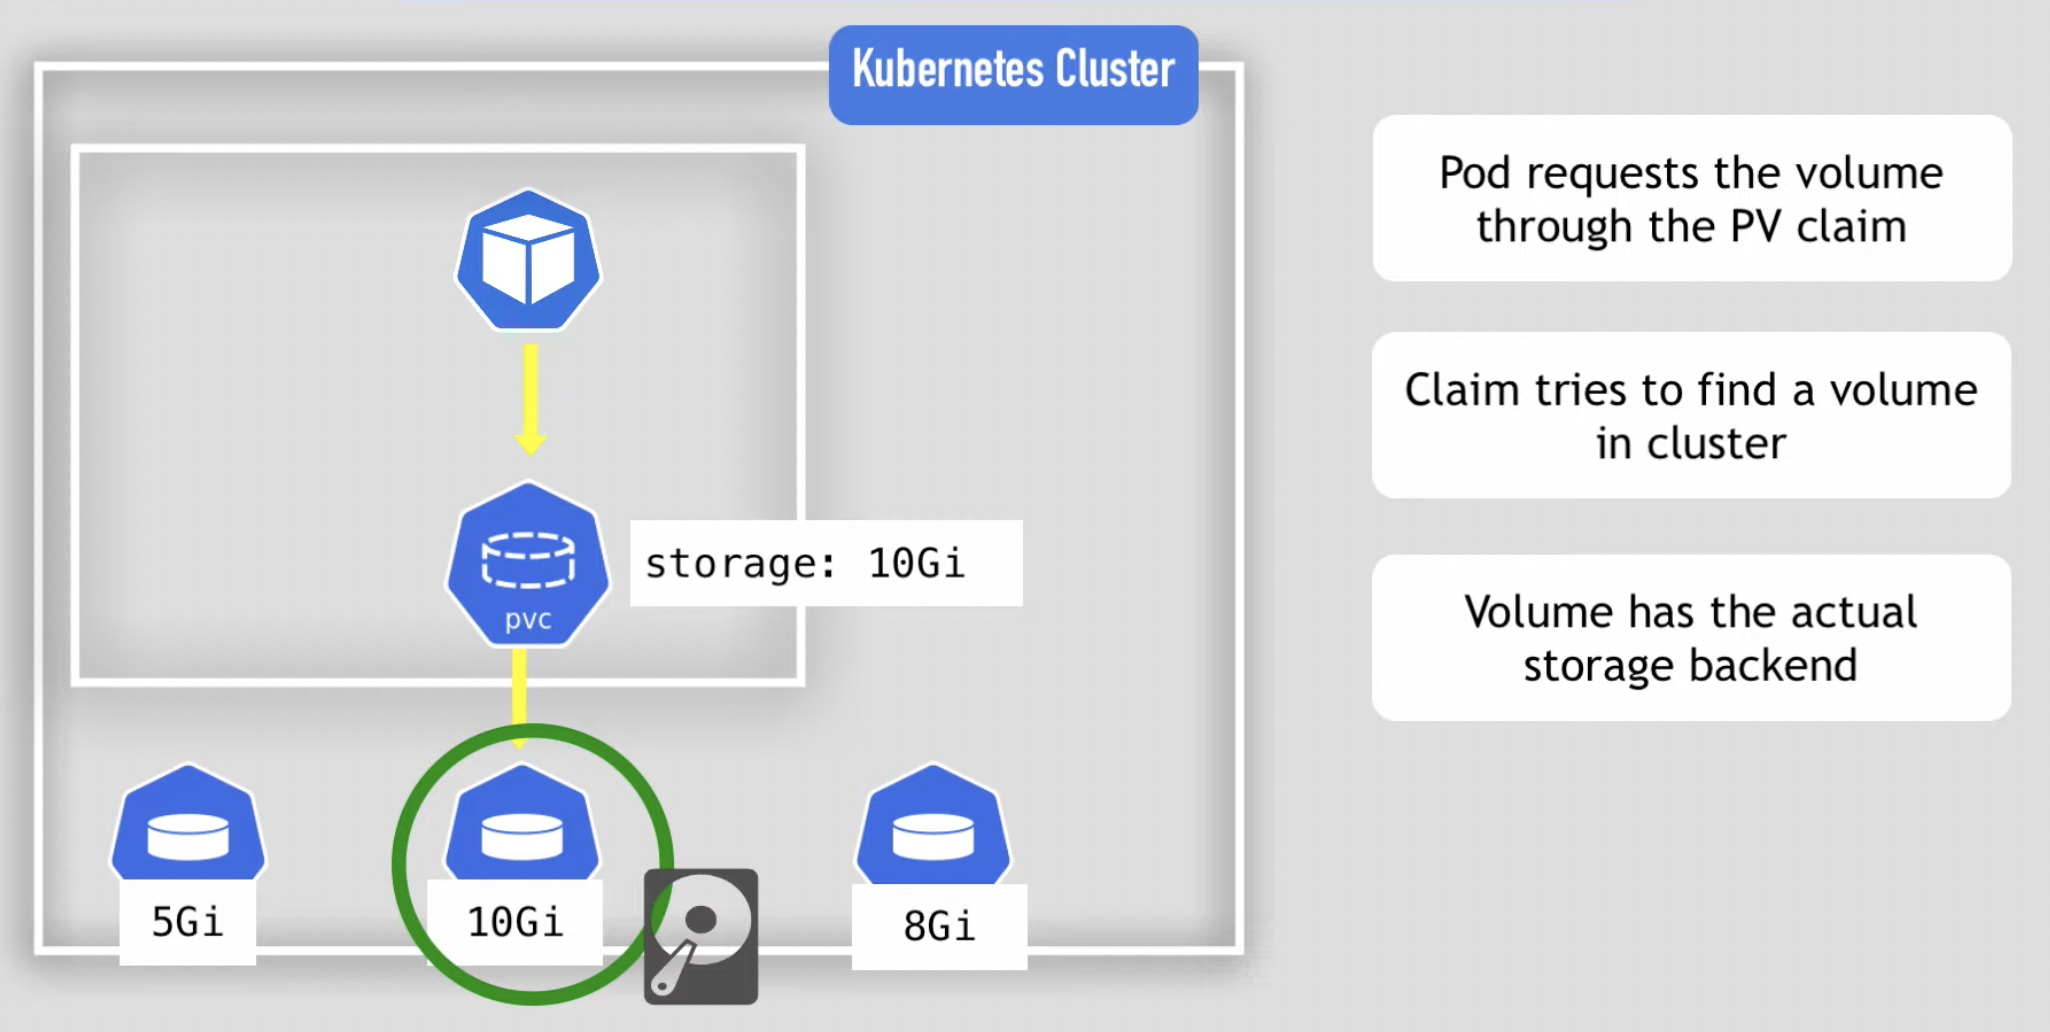 Kubernetes Cluster
Pod requests the volume
through the PV claim
Claim tries to find a volume
in cluster
storage: 10Gi
pvc
Volume has the actual
storage backend
5Gi
10Gi
8Gi